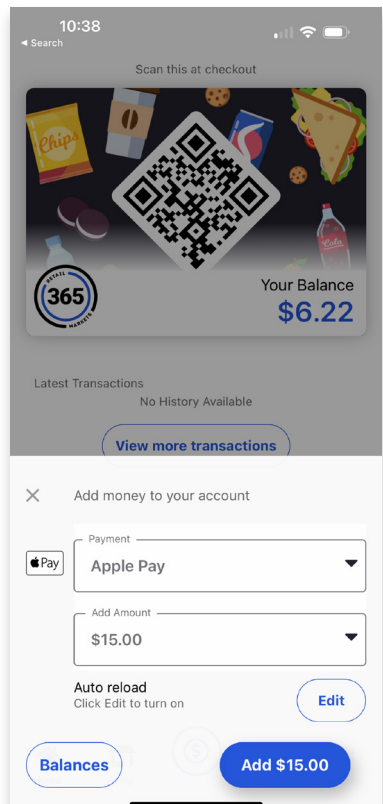 10:38
◂ Search
Scan this at checkout
Chips
Cola
RETAIL
365
MARKETS
Your Balance
$6.22
Latest Transactions
No History Available
View more transactions
Add money to your account
Payment
Pay
Apple Pay
Add Amount
$15.00
Auto reload
Click Edit to turn on
Edit
Balances
Add $15.00